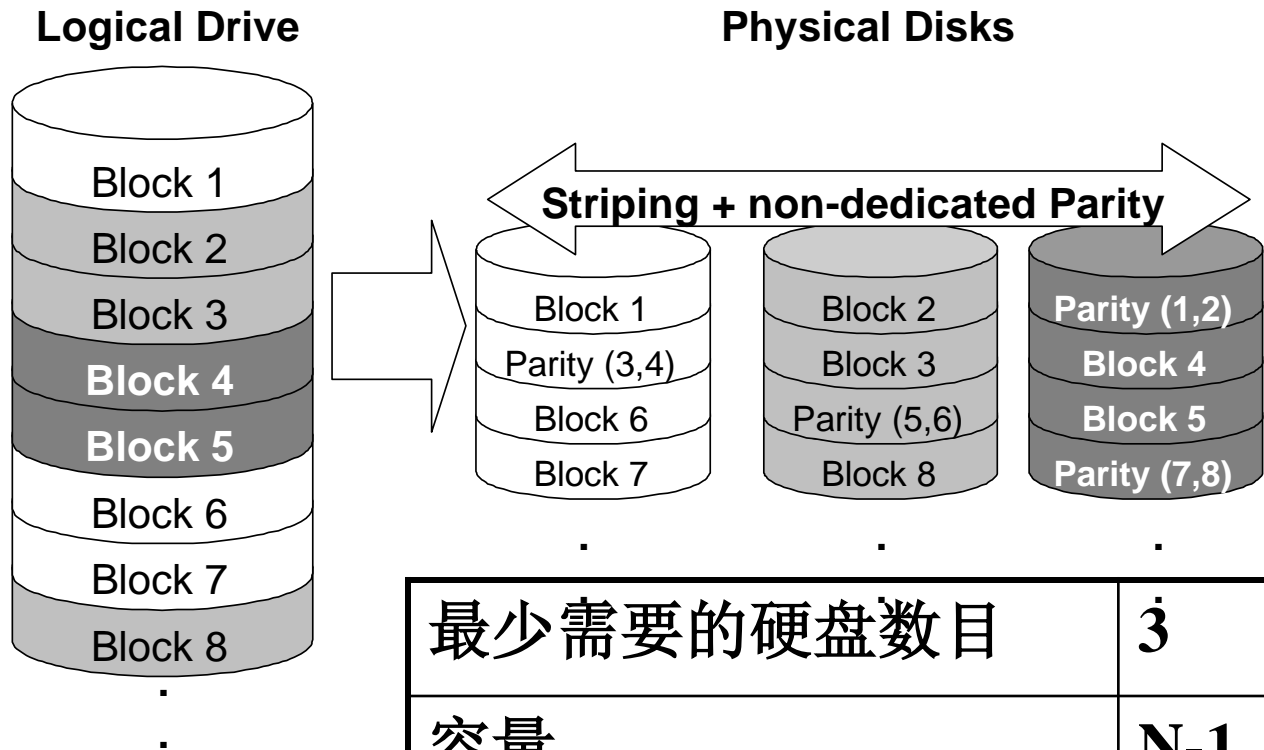 Logical Drive
Physical Disks
Block 1
Block 2
Block 3
Block 4
Block 5
Block 6
Block 7
Block 8
Striping + non-dedicated Parity
Block 1
Parity (3,4)
Block 6
Block 7
Block 2
Block 3
Parity (5,6)
Block 8
Parity (1,2)
Block 4
Block 5
Parity (7,8)
最少需要的硬盘数目 3
容量 N-1